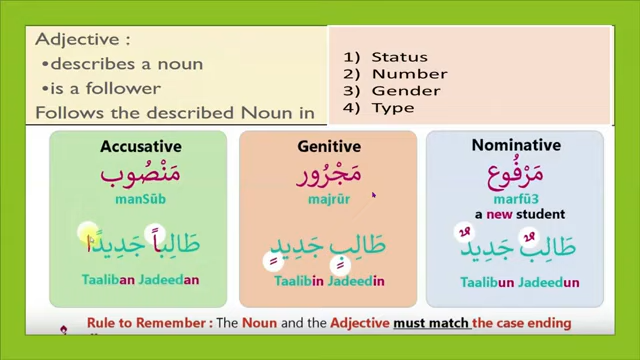 Adjective :
•describes a noun
•is a follower
Follows the described Noun in
1) Status
2) Number
3) Gender
4) Type
Accusative
مَنْصُوب
manSūb
طَالِباً جَدِيدًا
Taaliban Jadeedan
Genitive
مَجْرُور
majrūr
طَالِبٍ جَدِيدٍ
Taalibin Jadeedin
Nominative
مَرْفُوع
marfū3
a new student
طَالِبٌ جَدِيدٌ
Taalibun Jadeedun
Rule to Remember : The Noun and the Adjective must match the case ending